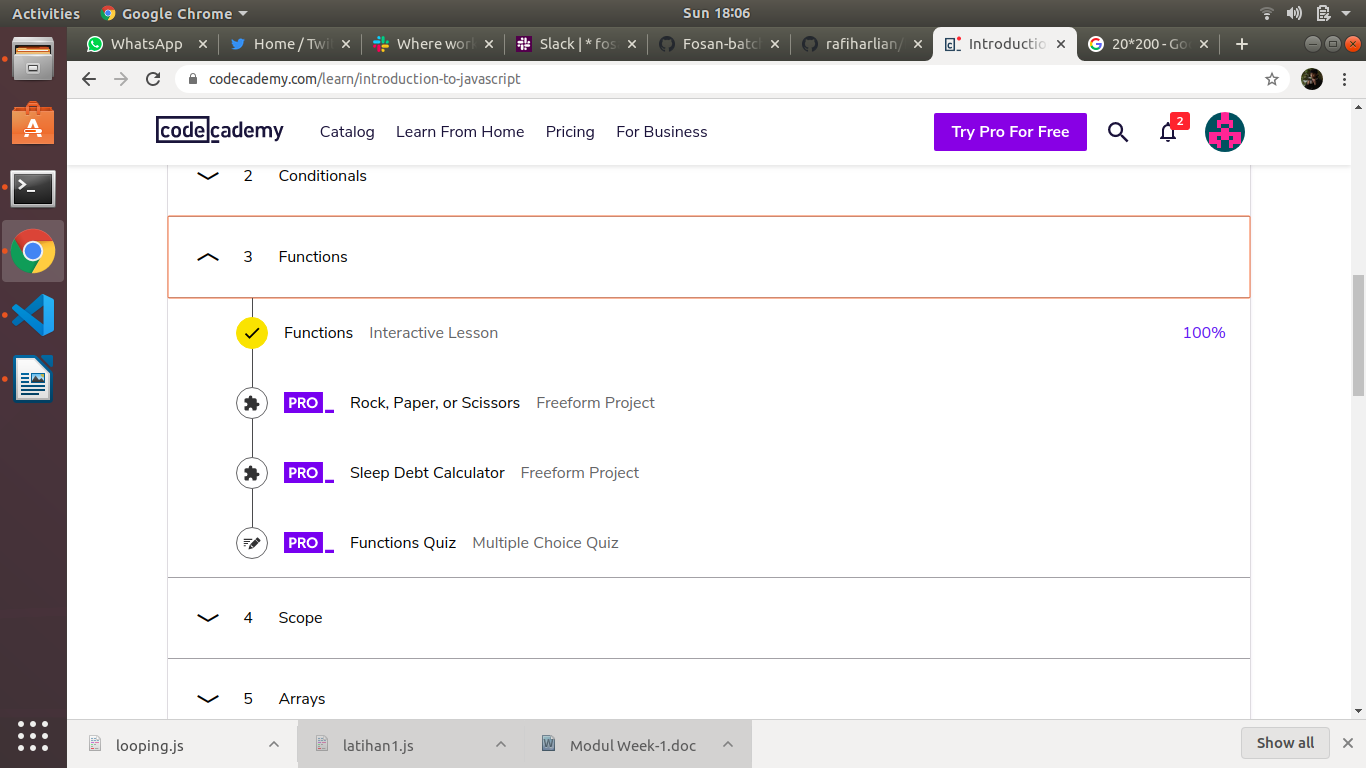 Activities Google Chrome Sun 18:06
WhatsApp Home / Twi Where work Slack | * fos Fosan-batc rafiharlian/ Introductio 20*200 - Go
codecademy.com/learn/introduction-to-javascript
codecademy Catalog Learn From Home Pricing For Business Try Pro For Free 2
2 Conditionals
3 Functions
Functions Interactive Lesson 100%
PRO Rock, Paper, or Scissors Freeform Project
PRO Sleep Debt Calculator Freeform Project
PRO Functions Quiz Multiple Choice Quiz
4 Scope
5 Arrays
looping.js latihan1.js Modul Week-1.doc Show all